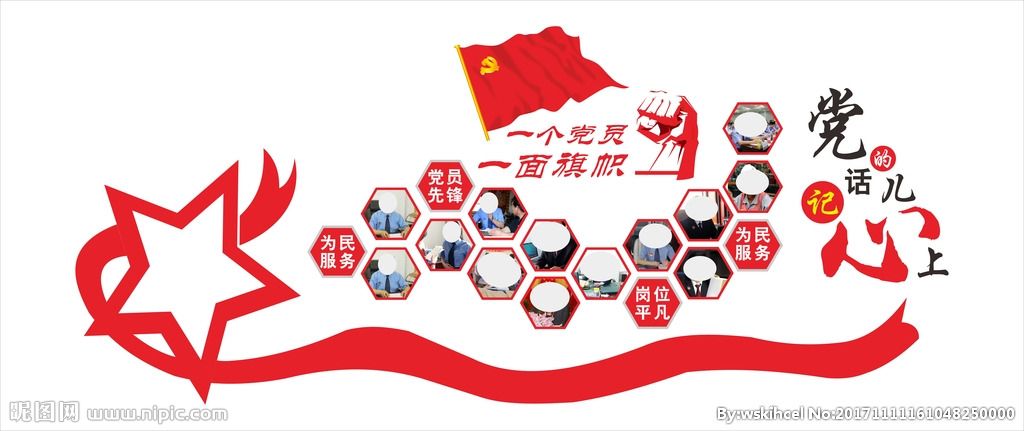 一个党员
一面旗帜
党的话儿
记心上
党员
先锋
为民
服务
岗位
平凡
为民
服务
昵图网 www.nipic.com
By:wskihcel No:20171111161048250000